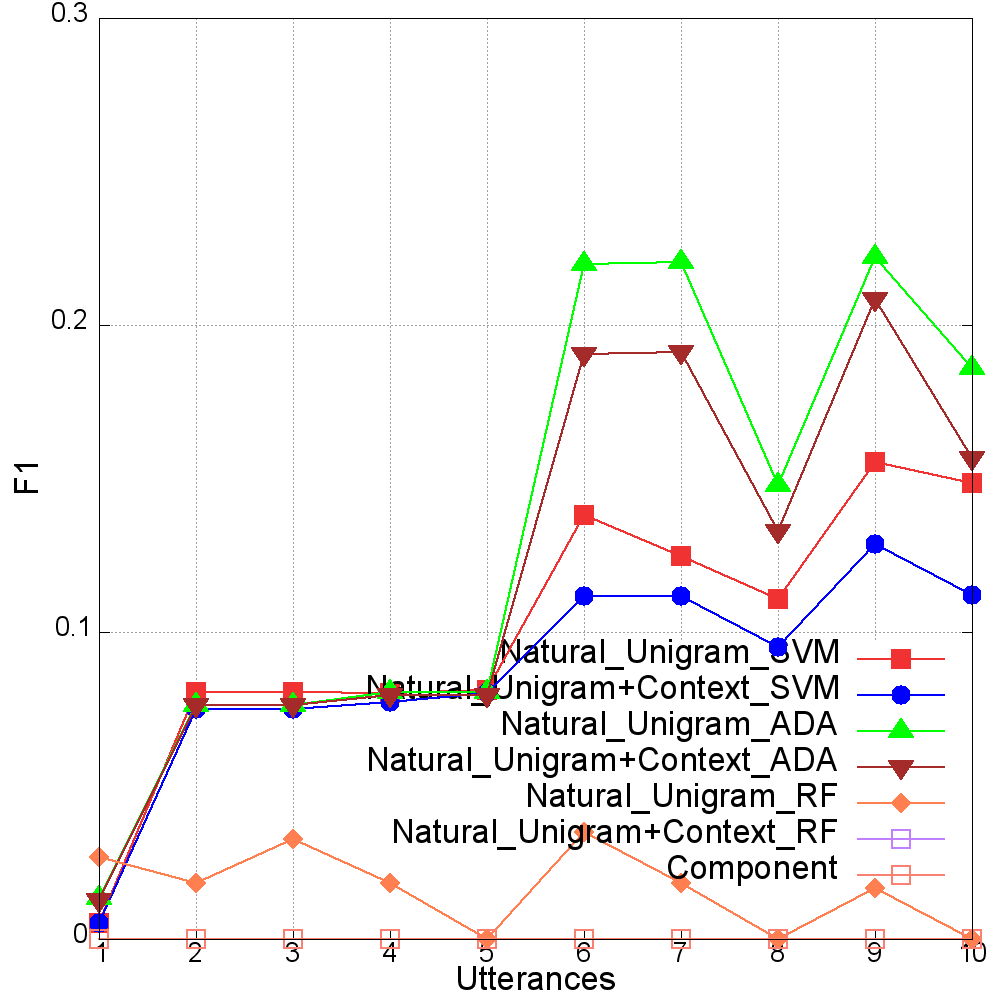 0.3
0.2
0.1
0
F1
Natural_Unigram_SVM
Natural_Unigram+Context_SVM
Natural_Unigram_ADA
Natural_Unigram+Context_ADA
Natural_Unigram_RF
Natural_Unigram+Context_RF
Component
1 2 3 4 5 6 7 8 9 10
Utterances